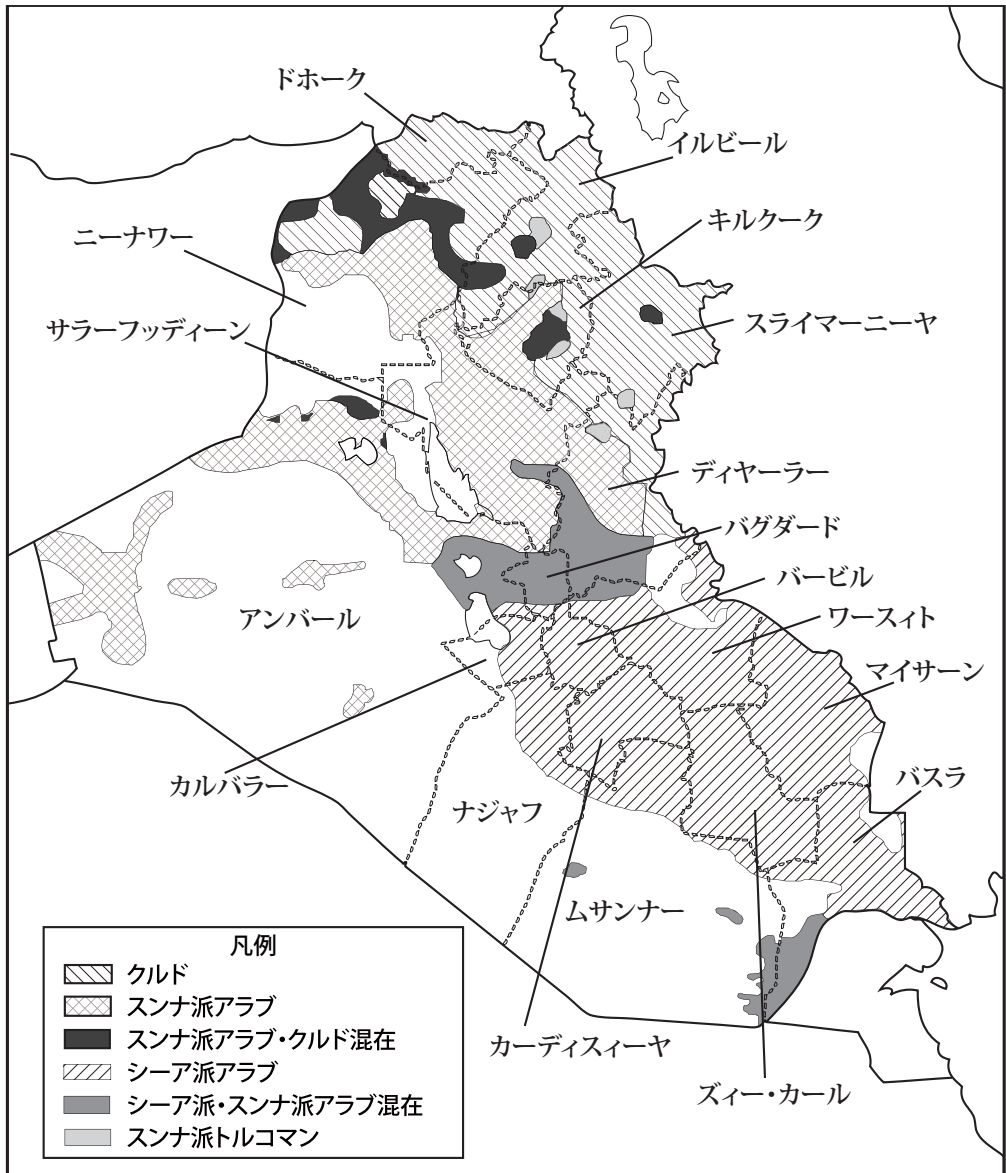 ドホーク
イルビール
キルクーク
ニーナワー
サラーフッディーン
スライマーニーヤ
ディヤーラー
バグダード
バービル
ワースィト
アンバール
マイサーン
カルバラー
バスラ
ナジャフ
ムサンナー
カーディスィーヤ
ズィー・カール
凡例
クルド
スンナ派アラブ
スンナ派アラブ・クルド混在
シーア派アラブ
シーア派・スンナ派アラブ混在
スンナ派トルコマン